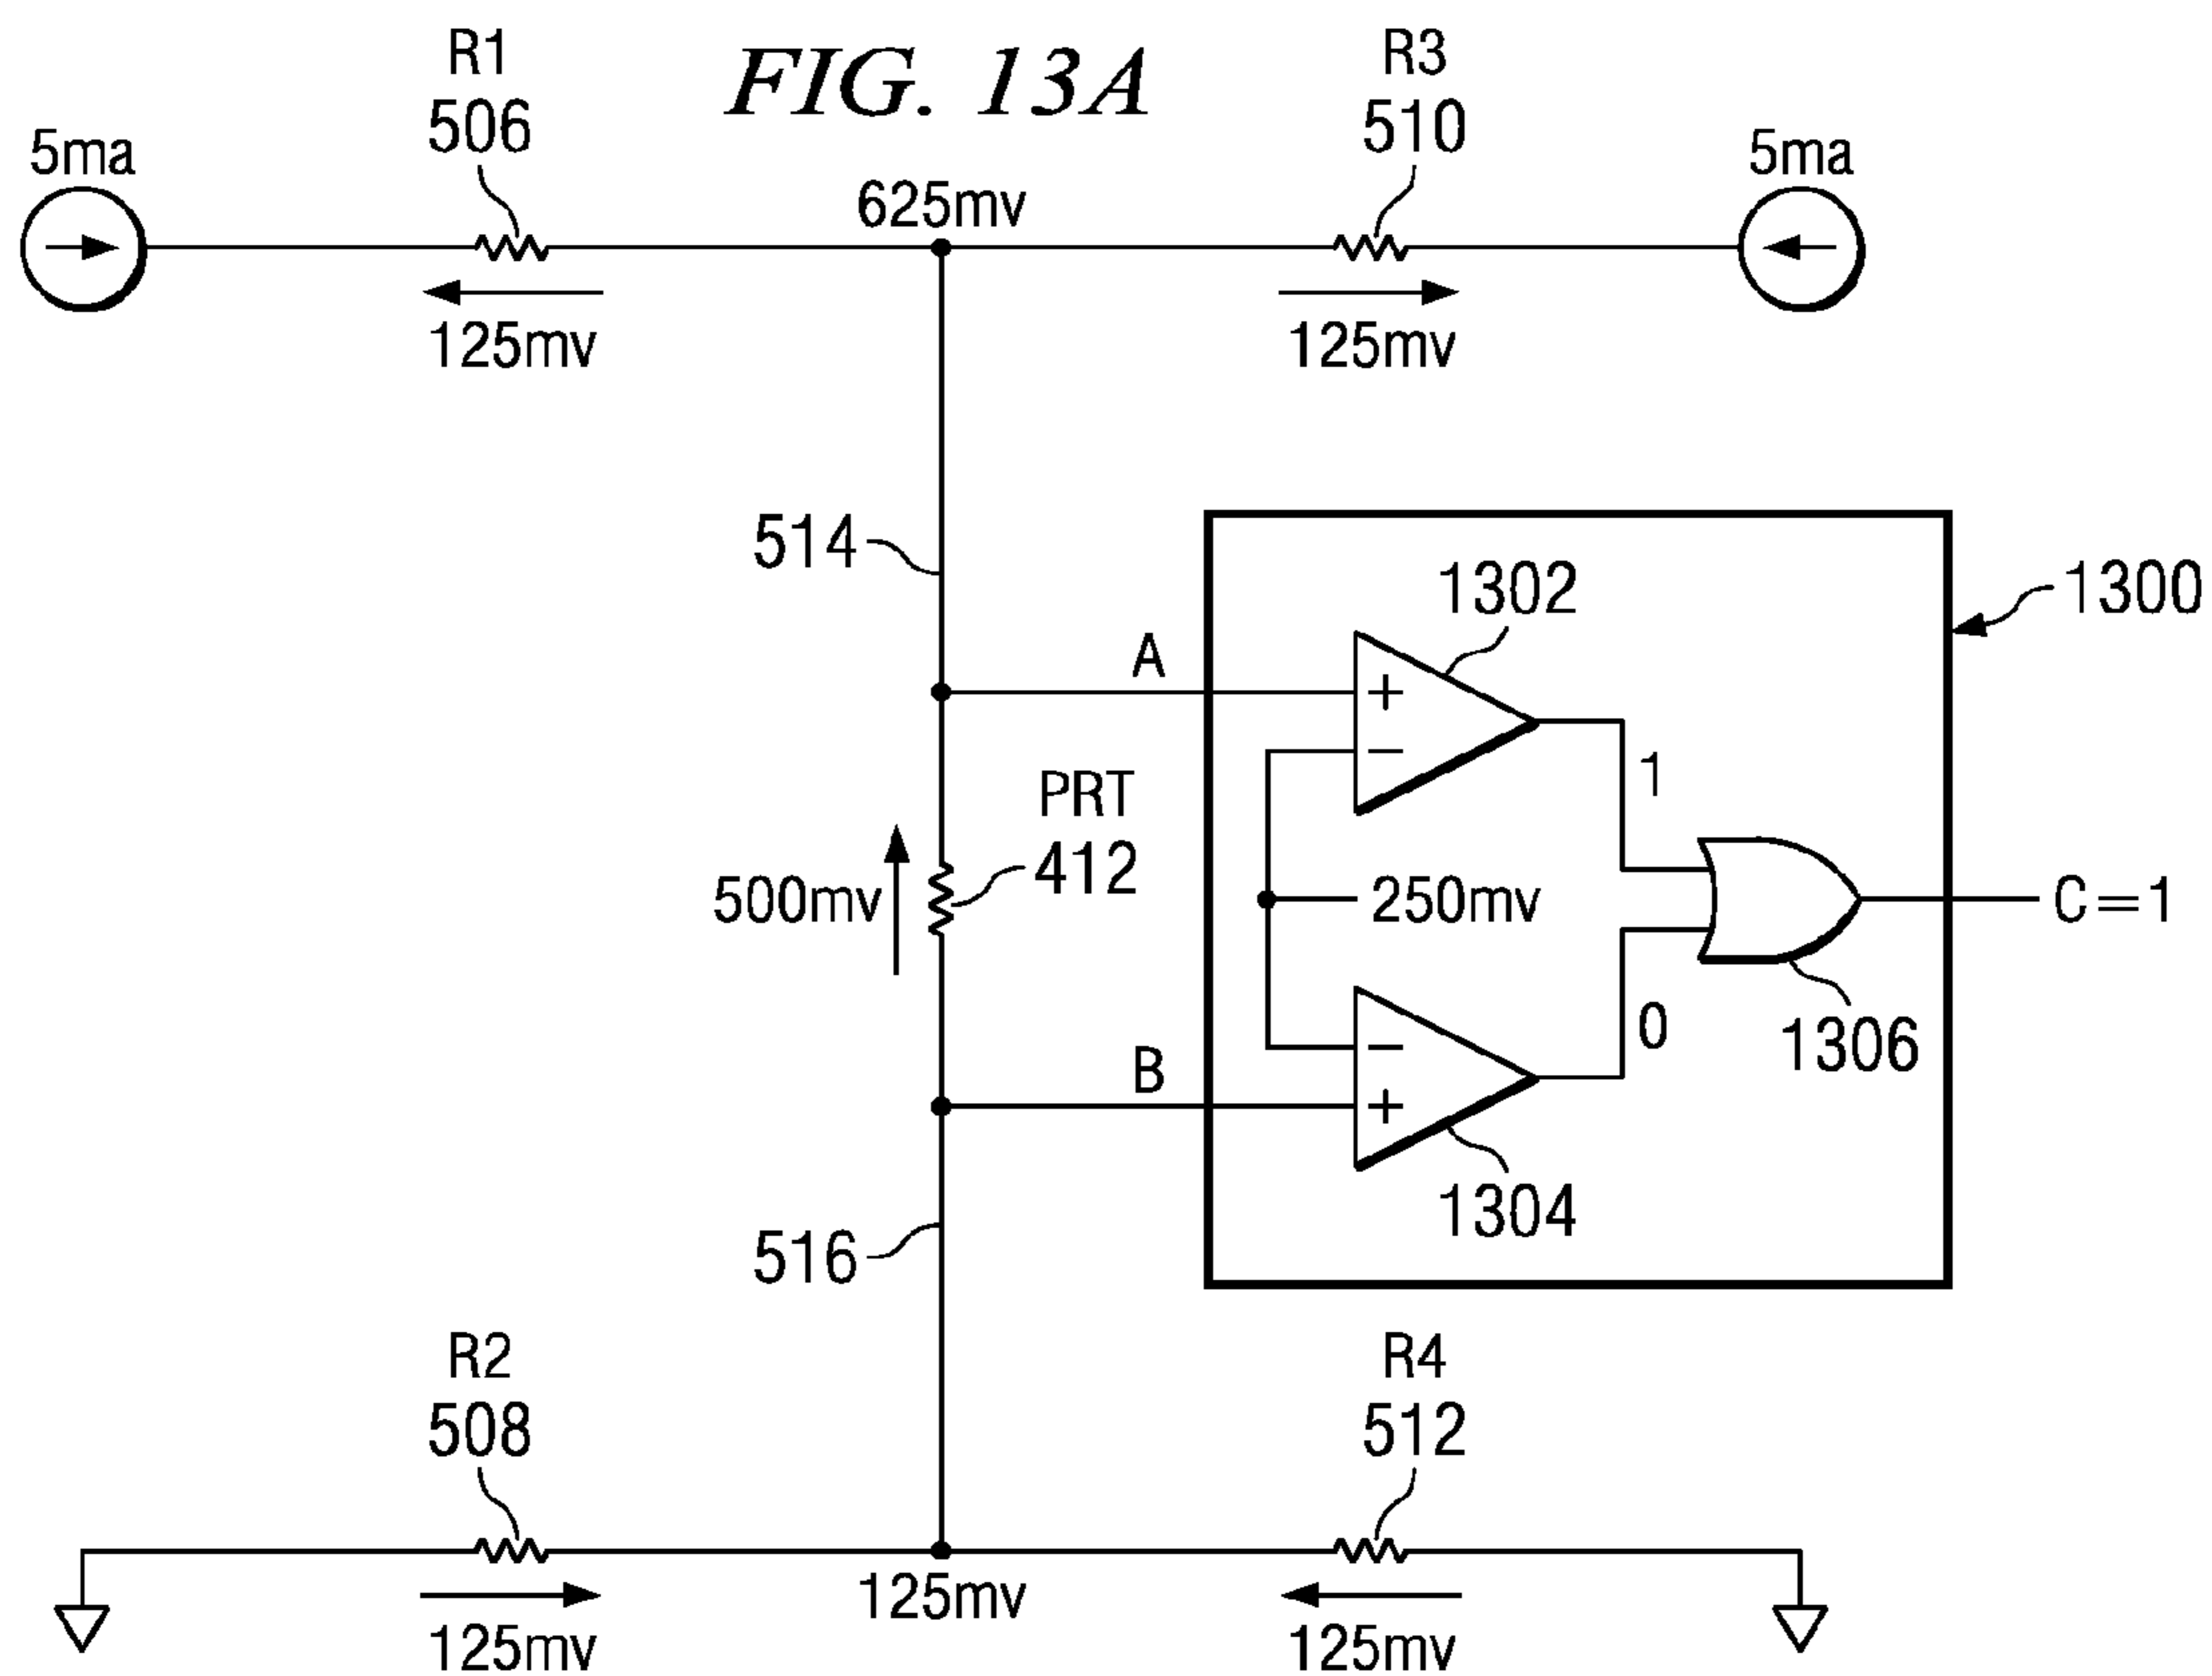 FIG. 13A
R1
506
R3
510
5ma
5ma
625mv
125mv
125mv
514
1302
1300
A
+
−
1
PRT
412
500mv
250mv
C=1
−
+
0
1306
B
1304
516
R2
508
R4
512
125mv
125mv
125mv